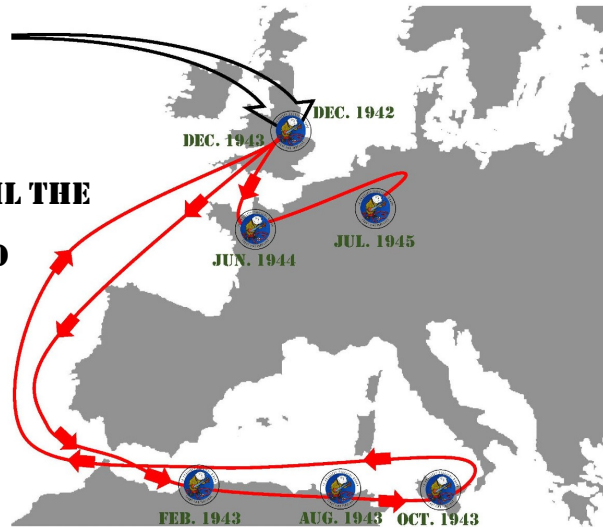 DEC. 1942
DEC. 1943
IL THE
JUN. 1944
JUL. 1945
FEB. 1943
AUG. 1943
OCT. 1943